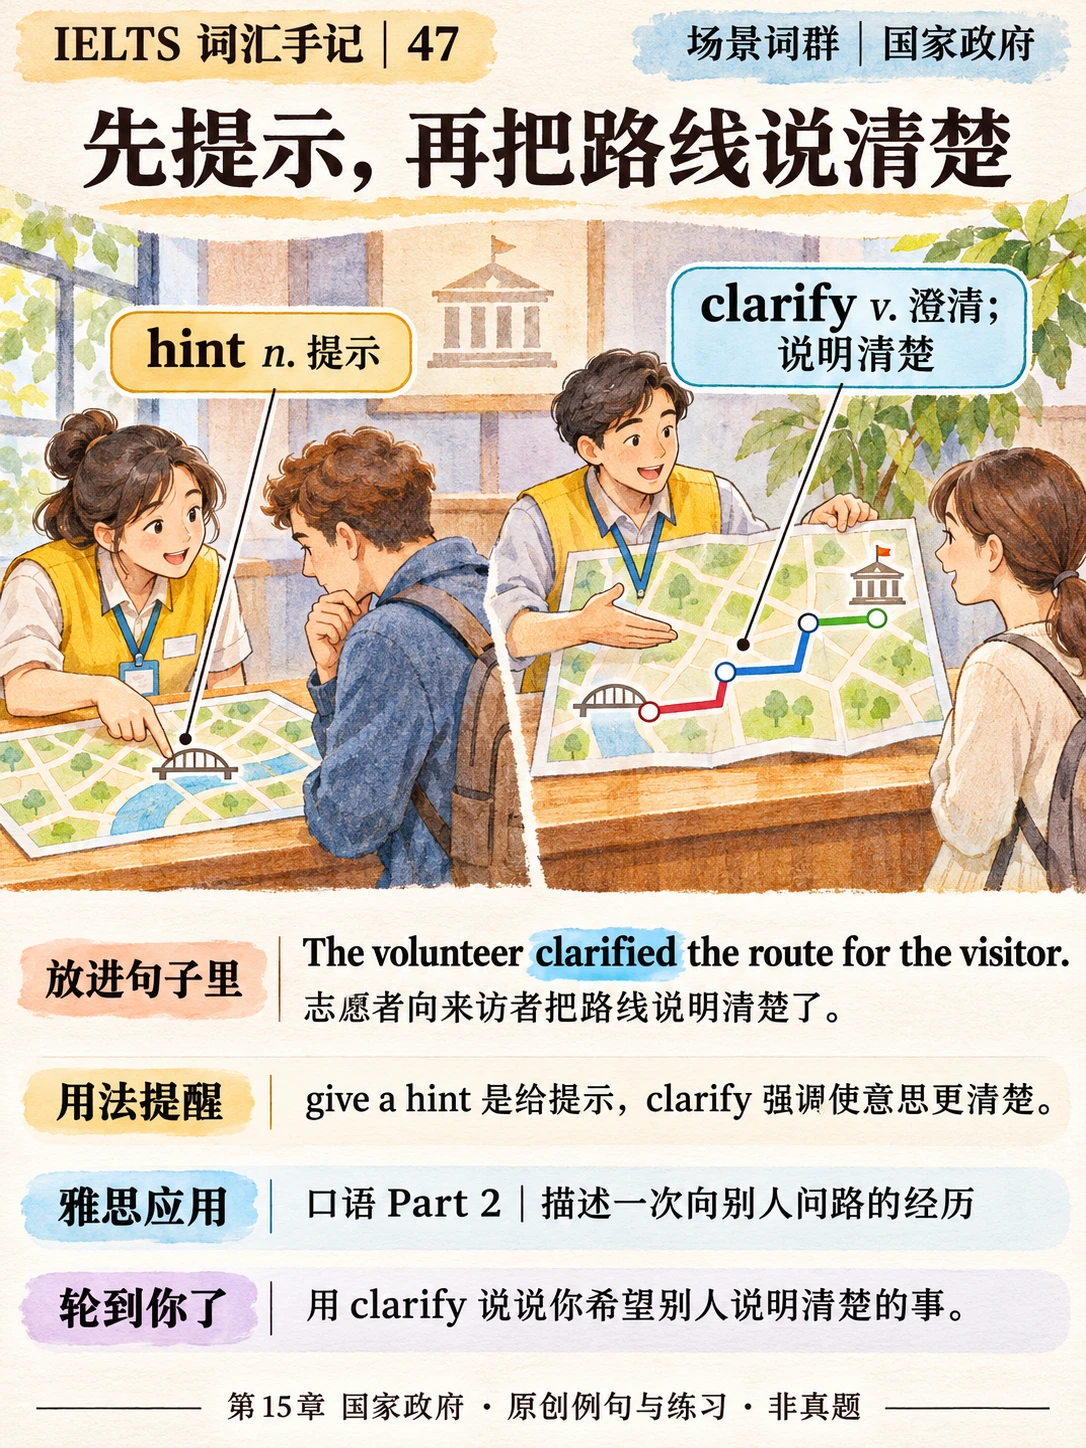 IELTS 词汇手记 | 47
场景词群 | 国家政府
先提示，再把路线说清楚
hint n. 提示
clarify v. 澄清；
说明清楚
放进句子里
The volunteer clarified the route for the visitor.
志愿者向来访者把路线说明清楚了。
用法提醒
give a hint 是给提示，clarify 强调使意思更清楚。
雅思应用
口语 Part 2 | 描述一次向别人问路的经历
轮到你了
用 clarify 说说你希望别人说明清楚的事。
第15章 国家政府 · 原创例句与练习 · 非真题